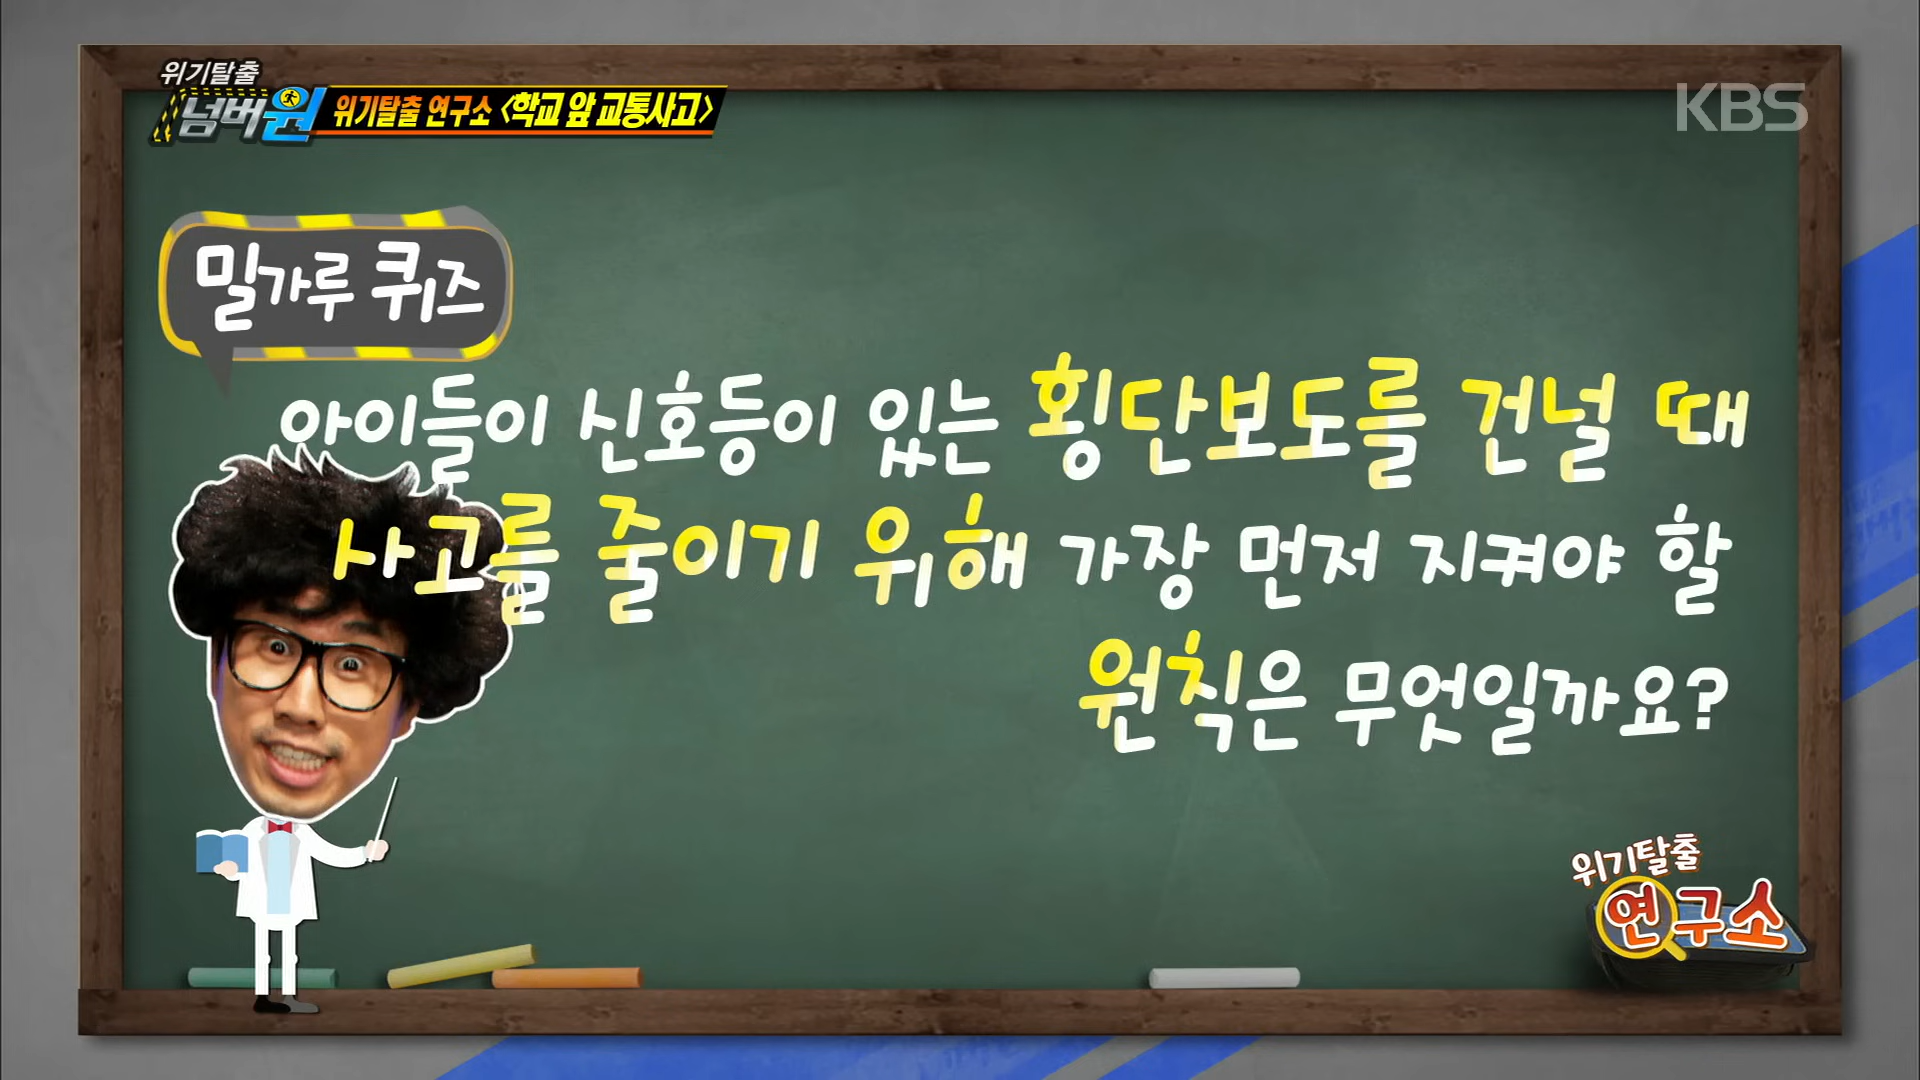 위기탈출
넘버원 위기탈출 연구소 <학교 앞 교통사고>
KBS
밀가루 퀴즈
아이들이 신호등이 있는 횡단보도를 건널 때
사고를 줄이기 위해 가장 먼저 지켜야 할
원칙은 무엇일까요?
위기탈출
연구소